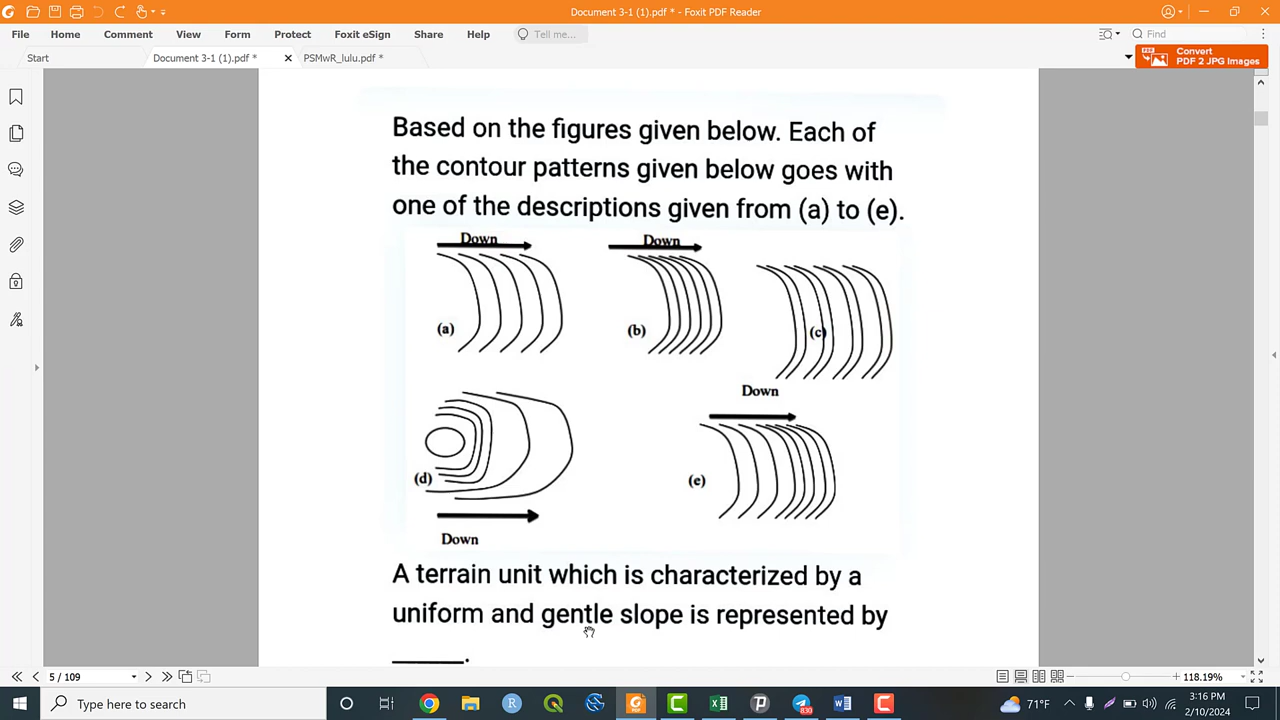 Document 3-1 (1).pdf * - Foxit PDF Reader
File Home Comment View Form Protect Foxit eSign Share Help Tell me... Find
Start Document 3-1 (1).pdf * PSMwR_lulu.pdf * Convert
PDF 2 JPG Images
Based on the figures given below. Each of
the contour patterns given below goes with
one of the descriptions given from (a) to (e).
Down Down
(a) (b) (c)
Down
(d) (e)
Down
A terrain unit which is characterized by a
uniform and gentle slope is represented by
_______.
5 / 109 118.19%
Type here to search 830 71°F 3:16 PM
2/10/2024